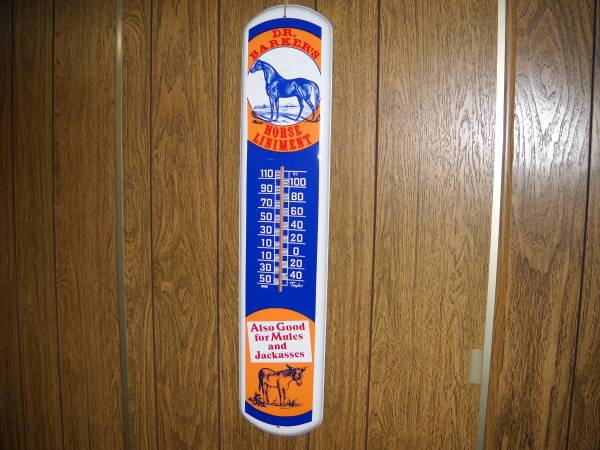 DR.
BARKER'S
HORSE
LINIMENT
110
100
90
80
70
60
50
40
30
20
10
0
10
20
30
40
50
Taylor
Also Good
for Mules
and
Jackasses